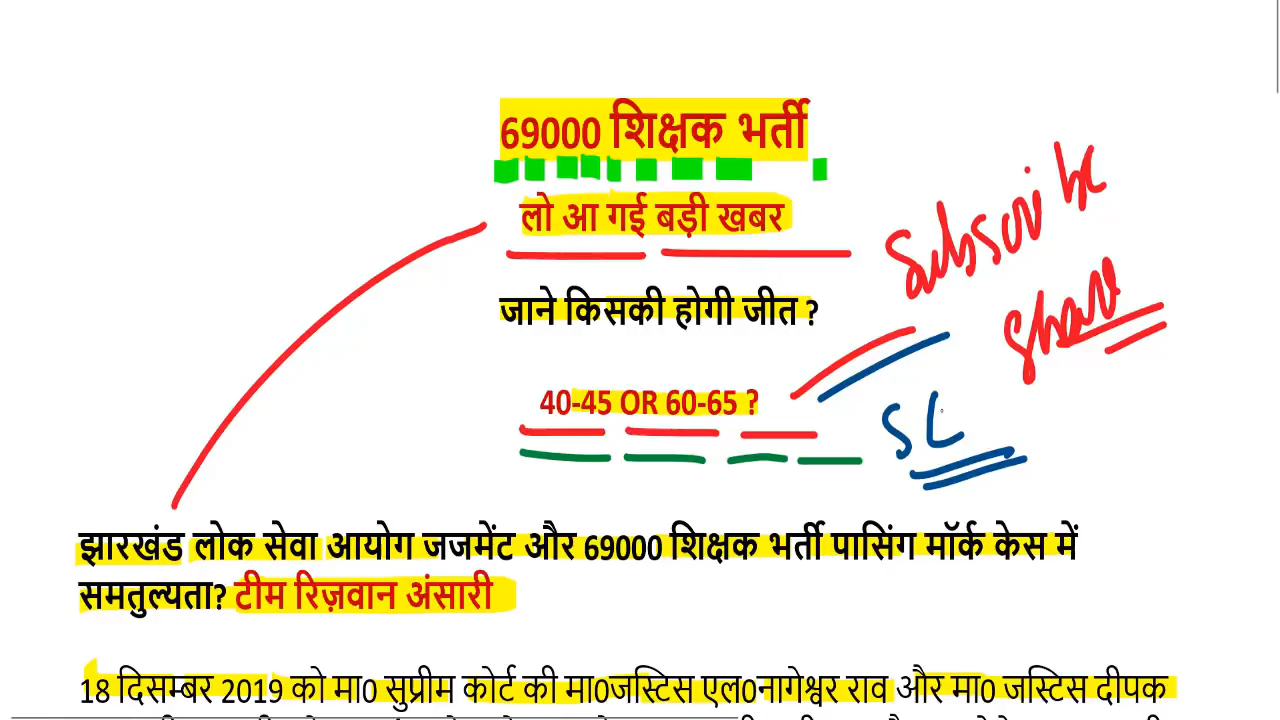 69000 शिक्षक भर्ती
लो आ गई बड़ी खबर
Subscribe
जाने किसकी होगी जीत ?
Share
40-45 OR 60-65 ?
SL
झारखंड लोक सेवा आयोग जजमेंट और 69000 शिक्षक भर्ती पासिंग मॉर्क केस में
समतुल्यता? टीम रिज़वान अंसारी
18 दिसम्बर 2019 को मा0 सुप्रीम कोर्ट की मा0जस्टिस एल0नागेश्वर राव और मा0 जस्टिस दीपक